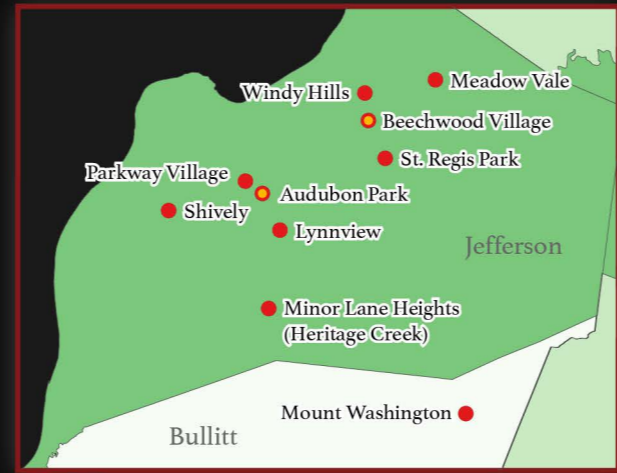 Meadow Vale
Windy Hills
Beechwood Village
St. Regis Park
Parkway Village
Audubon Park
Shively
Lynnview
Jefferson
Minor Lane Heights
(Heritage Creek)
Mount Washington
Bullitt